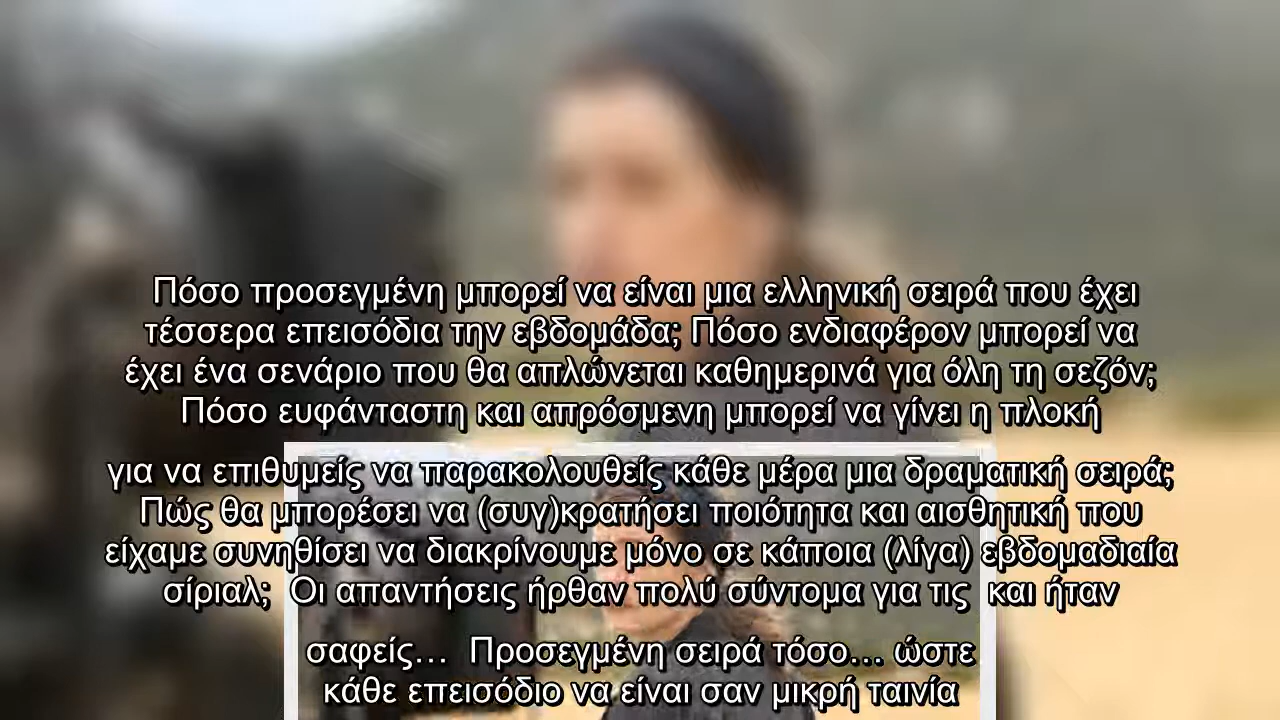 Πόσο προσεγμένη μπορεί να είναι μια ελληνική σειρά που έχει
τέσσερα επεισόδια την εβδομάδα; Πόσο ενδιαφέρον μπορεί να
έχει ένα σενάριο που θα απλώνεται καθημερινά για όλη τη σεζόν;
Πόσο ευφάνταστη και απρόσμενη μπορεί να γίνει η πλοκή
για να επιθυμείς να παρακολουθείς κάθε μέρα μια δραματική σειρά;
Πώς θα μπορέσει να (συγ)κρατήσει ποιότητα και αισθητική που
είχαμε συνηθίσει να διακρίνουμε μόνο σε κάποια (λίγα) εβδομαδιαία
σίριαλ;  Οι απαντήσεις ήρθαν πολύ σύντομα για τις  και ήταν
σαφείς…  Προσεγμένη σειρά τόσο… ώστε
κάθε επεισόδιο να είναι σαν μικρή ταινία